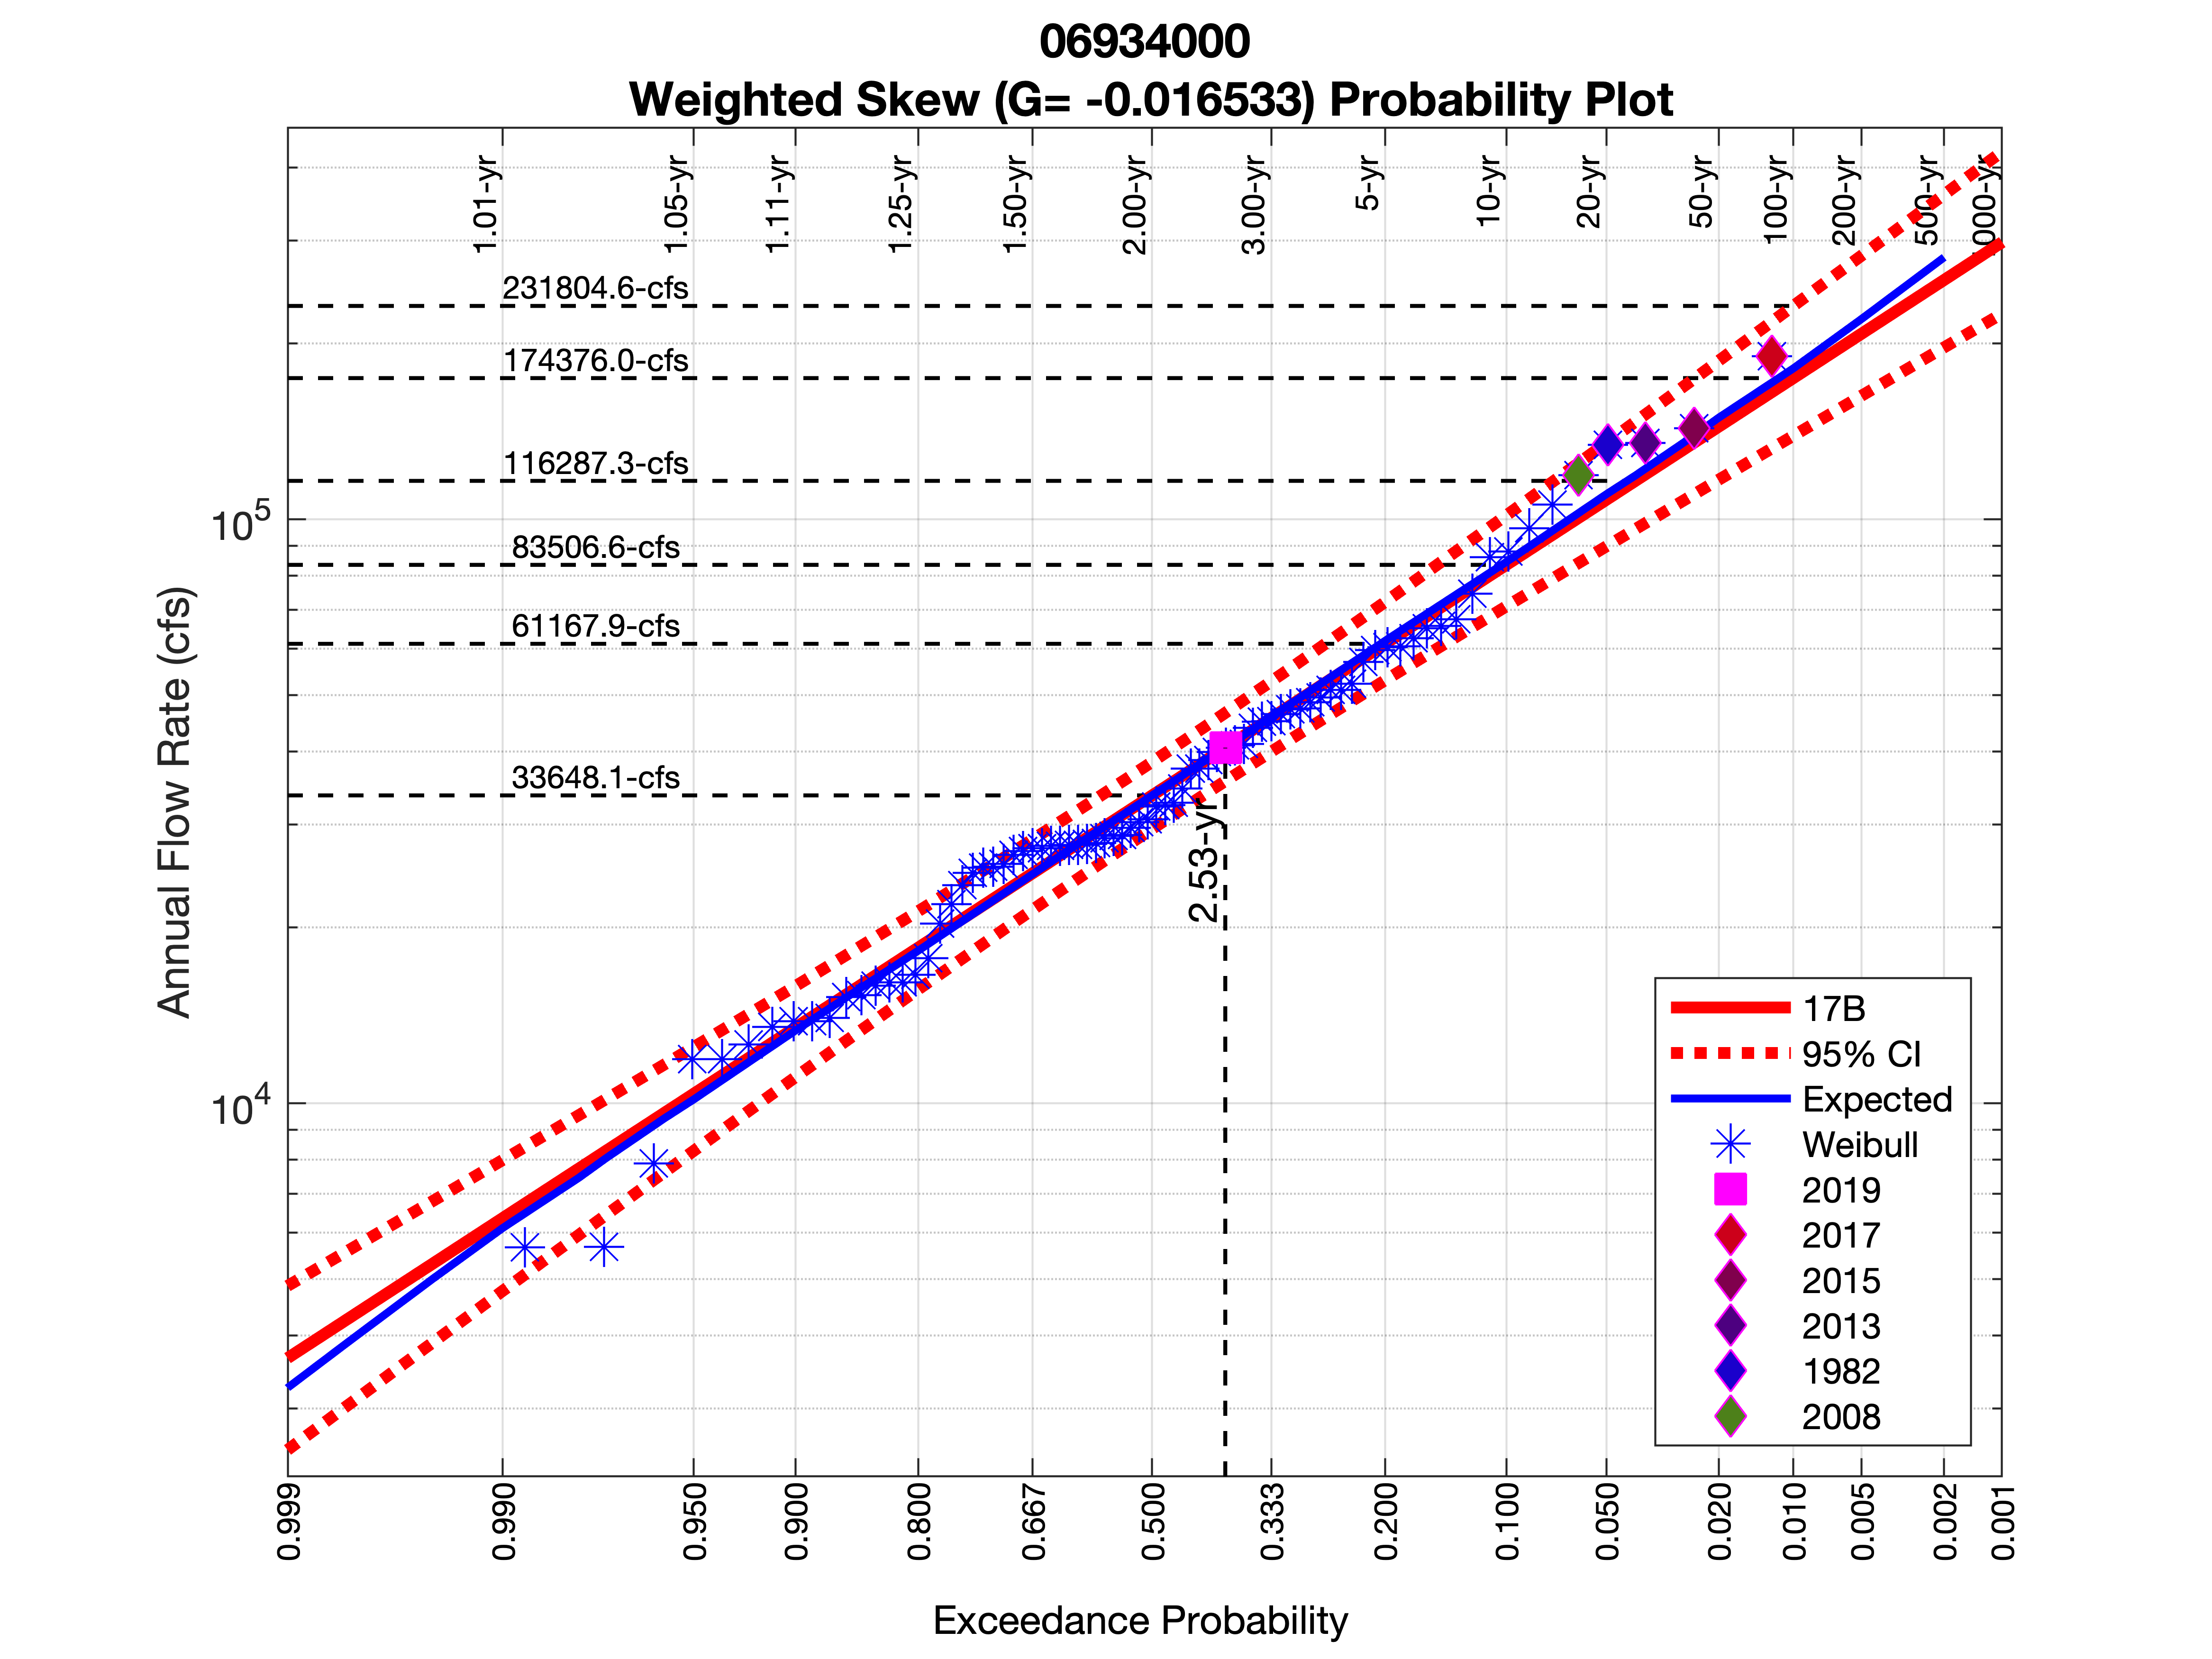 06934000
Weighted Skew (G= -0.016533) Probability Plot
1.01-yr
1.05-yr
1.11-yr
1.25-yr
1.50-yr
2.00-yr
3.00-yr
5-yr
10-yr
20-yr
50-yr
100-yr
200-yr
500-yr
231804.6-cfs
174376.0-cfs
116287.3-cfs
83506.6-cfs
61167.9-cfs
33648.1-cfs
2.53-yr
10^5
10^4
Annual Flow Rate (cfs)
17B
95% CI
Expected
Weibull
2019
2017
2015
2013
1982
2008
0.999
0.990
0.950
0.900
0.800
0.667
0.500
0.333
0.200
0.100
0.050
0.020
0.010
0.005
0.002
0.001
Exceedance Probability